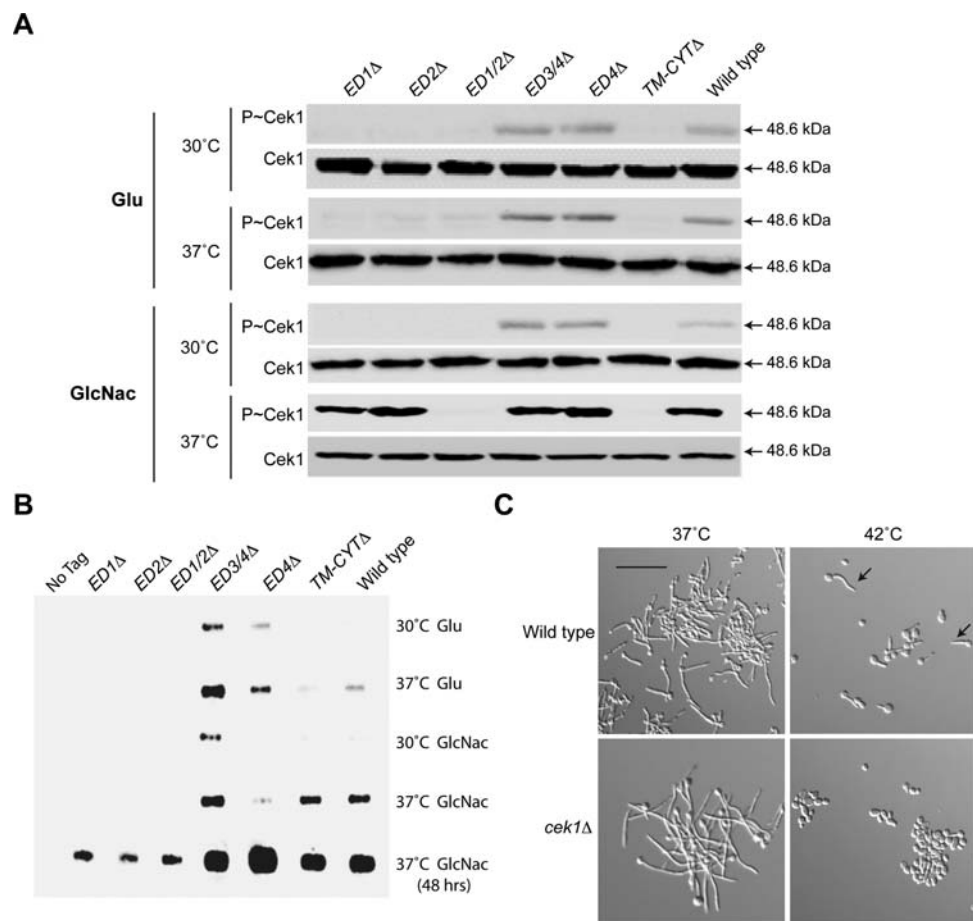 A
ED1Δ ED2Δ ED1/2Δ ED3/4Δ ED4Δ TM-CYTΔ Wild type
Glu
30˚C
P~Cek1 ← 48.6 kDa
Cek1 ← 48.6 kDa
37˚C
P~Cek1 ← 48.6 kDa
Cek1 ← 48.6 kDa
GlcNac
30˚C
P~Cek1 ← 48.6 kDa
Cek1 ← 48.6 kDa
37˚C
P~Cek1 ← 48.6 kDa
Cek1 ← 48.6 kDa
B
No Tag ED1Δ ED2Δ ED1/2Δ ED3/4Δ ED4Δ TM-CYTΔ Wild type
30˚C Glu
37˚C Glu
30˚C GlcNac
37˚C GlcNac
37˚C GlcNac
(48 hrs)
C
37˚C 42˚C
Wild type
cek1Δ